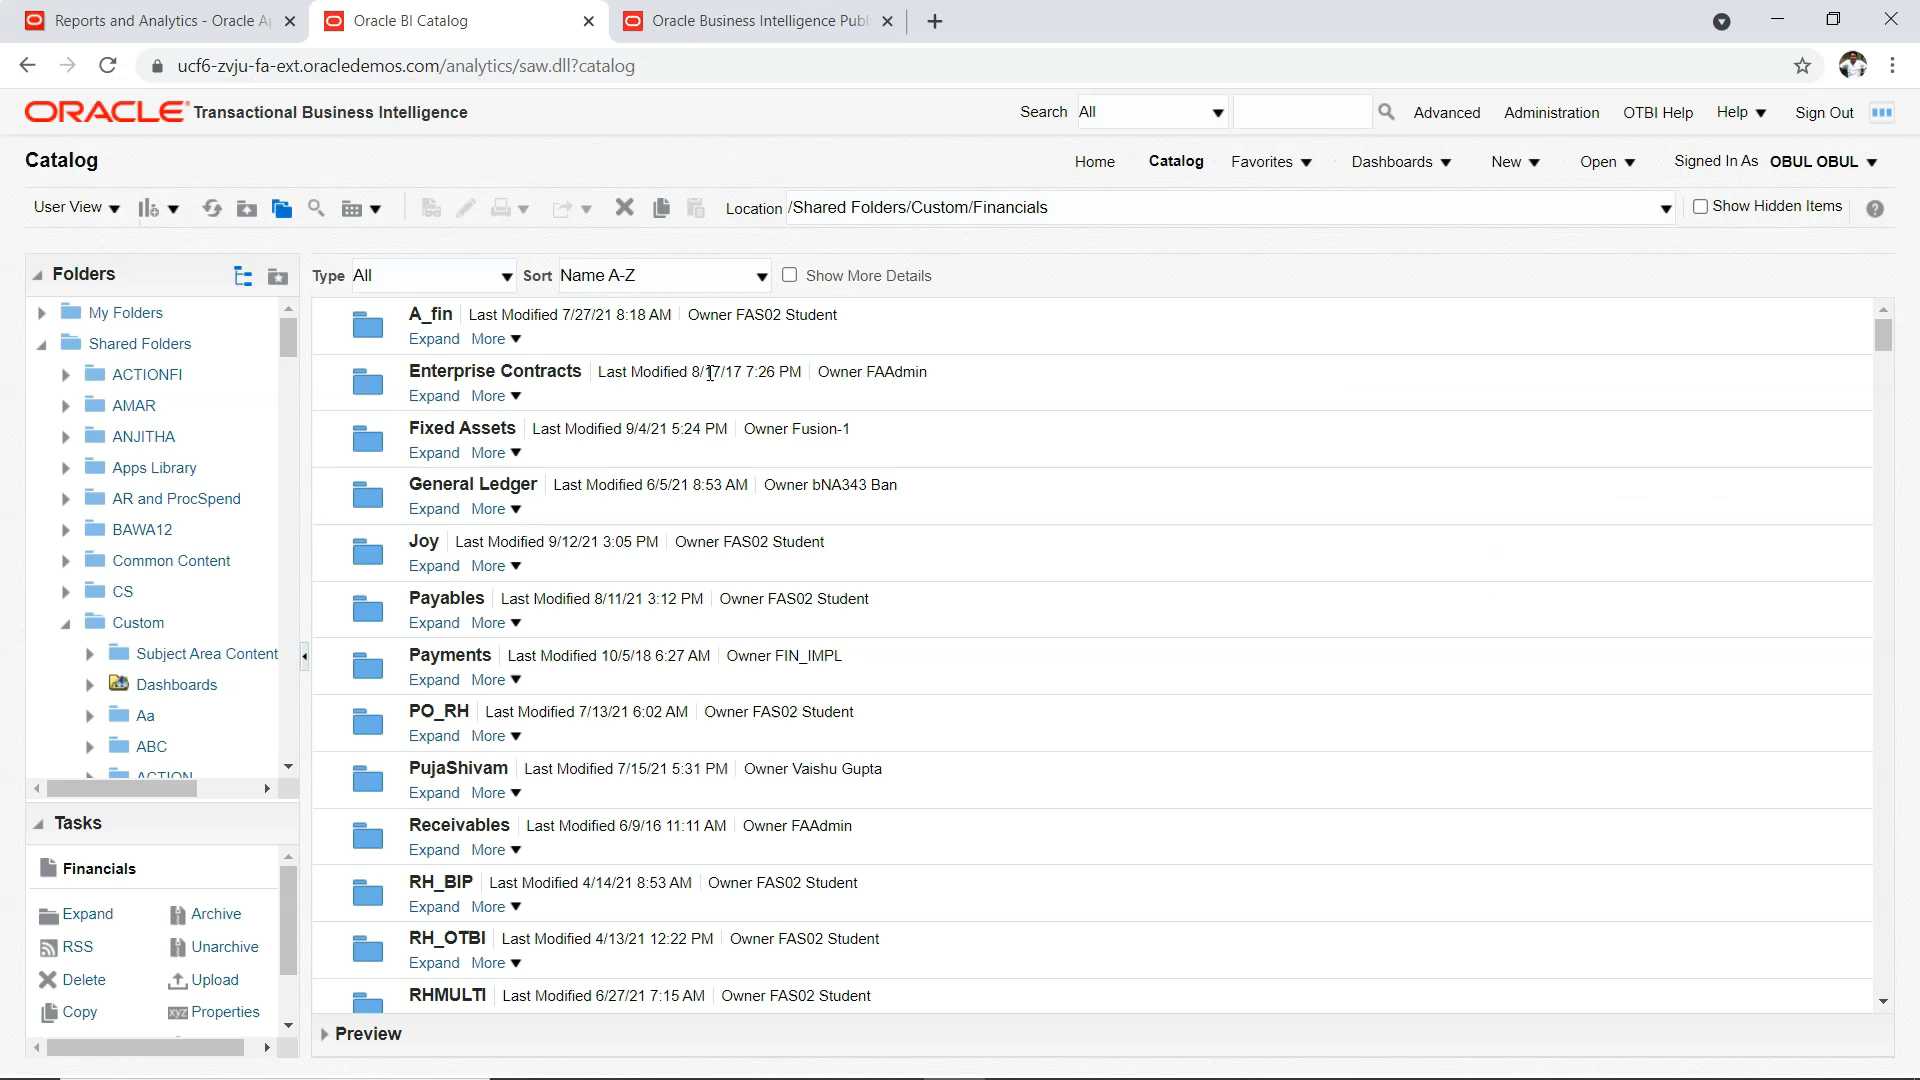 Reports and Analytics - Oracle Ap
Oracle BI Catalog
Oracle Business Intelligence Publ
ucf6-zvju-fa-ext.oracledemos.com/analytics/saw.dll?catalog
ORACLE Transactional Business Intelligence
Search All Advanced Administration OTBI Help Help Sign Out
Catalog
Home Catalog Favorites Dashboards New Open Signed In As OBUL OBUL
User View Location /Shared Folders/Custom/Financials Show Hidden Items
Folders
Type All Sort Name A-Z Show More Details
My Folders
Shared Folders
ACTIONFI
AMAR
ANJITHA
Apps Library
AR and ProcSpend
BAWA12
Common Content
CS
Custom
Subject Area Content
Dashboards
Aa
ABC
ACTION
Tasks
Financials
Expand Archive
RSS Unarchive
Delete Upload
Copy xyz Properties
A_fin Last Modified 7/27/21 8:18 AM Owner FAS02 Student
Expand More
Enterprise Contracts Last Modified 8/17/17 7:26 PM Owner FAAdmin
Expand More
Fixed Assets Last Modified 9/4/21 5:24 PM Owner Fusion-1
Expand More
General Ledger Last Modified 6/5/21 8:53 AM Owner bNA343 Ban
Expand More
Joy Last Modified 9/12/21 3:05 PM Owner FAS02 Student
Expand More
Payables Last Modified 8/11/21 3:12 PM Owner FAS02 Student
Expand More
Payments Last Modified 10/5/18 6:27 AM Owner FIN_IMPL
Expand More
PO_RH Last Modified 7/13/21 6:02 AM Owner FAS02 Student
Expand More
PujaShivam Last Modified 7/15/21 5:31 PM Owner Vaishu Gupta
Expand More
Receivables Last Modified 6/9/16 11:11 AM Owner FAAdmin
Expand More
RH_BIP Last Modified 4/14/21 8:53 AM Owner FAS02 Student
Expand More
RH_OTBI Last Modified 4/13/21 12:22 PM Owner FAS02 Student
Expand More
RHMULTI Last Modified 6/27/21 7:15 AM Owner FAS02 Student
Preview